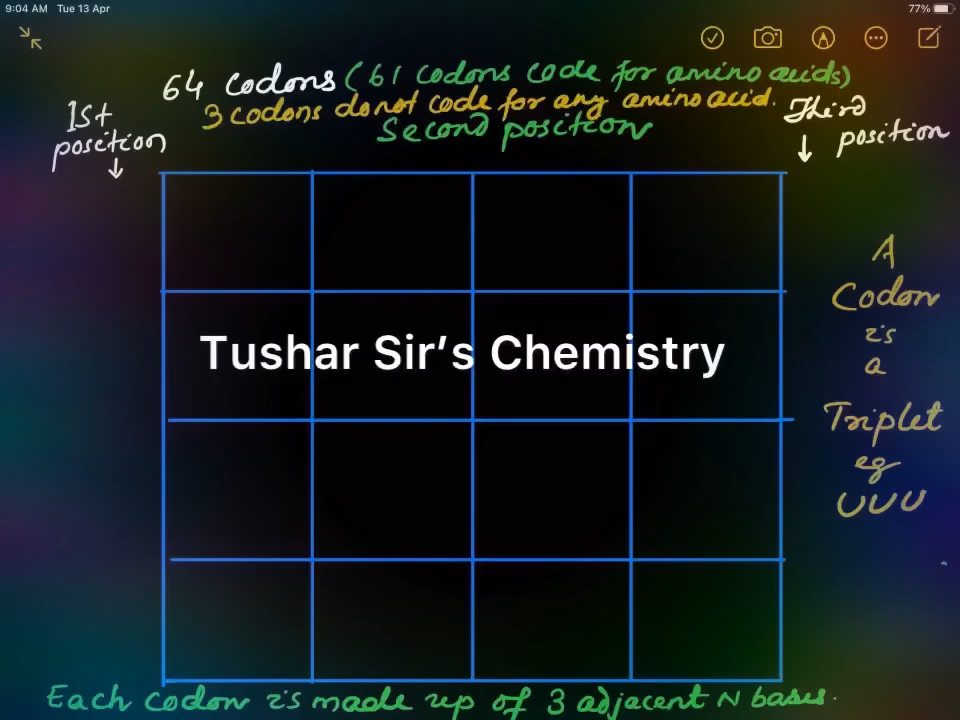 9:04 AM Tue 13 Apr
77%
64 codons (61 codons code for amino acids)
3 codons do not code for any amino acid.
Second position
1st
position
Third
position
Tushar Sir's Chemistry
A
Codon
is
a
Triplet
eg
UUU
Each codon is made up of 3 adjacent N bases.